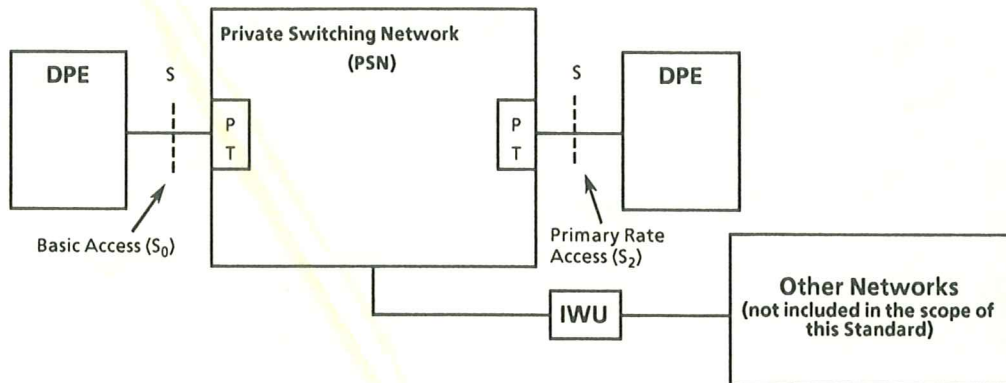 Private Switching Network
(PSN)
DPE
S
P
T
Basic Access (S₀)
P
T
S
DPE
Primary Rate
Access (S₂)
IWU
Other Networks
(not included in the scope of
this Standard)